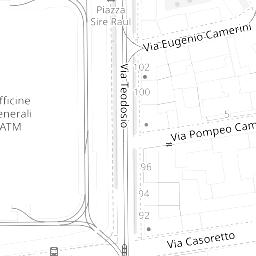 Piazza
Sire Raul
Via Eugenio Camerini
Via Teodosio
102
100
fficine
enerali
ATM
5
Via Pompeo Cam
96
94
92
Via Casoretto